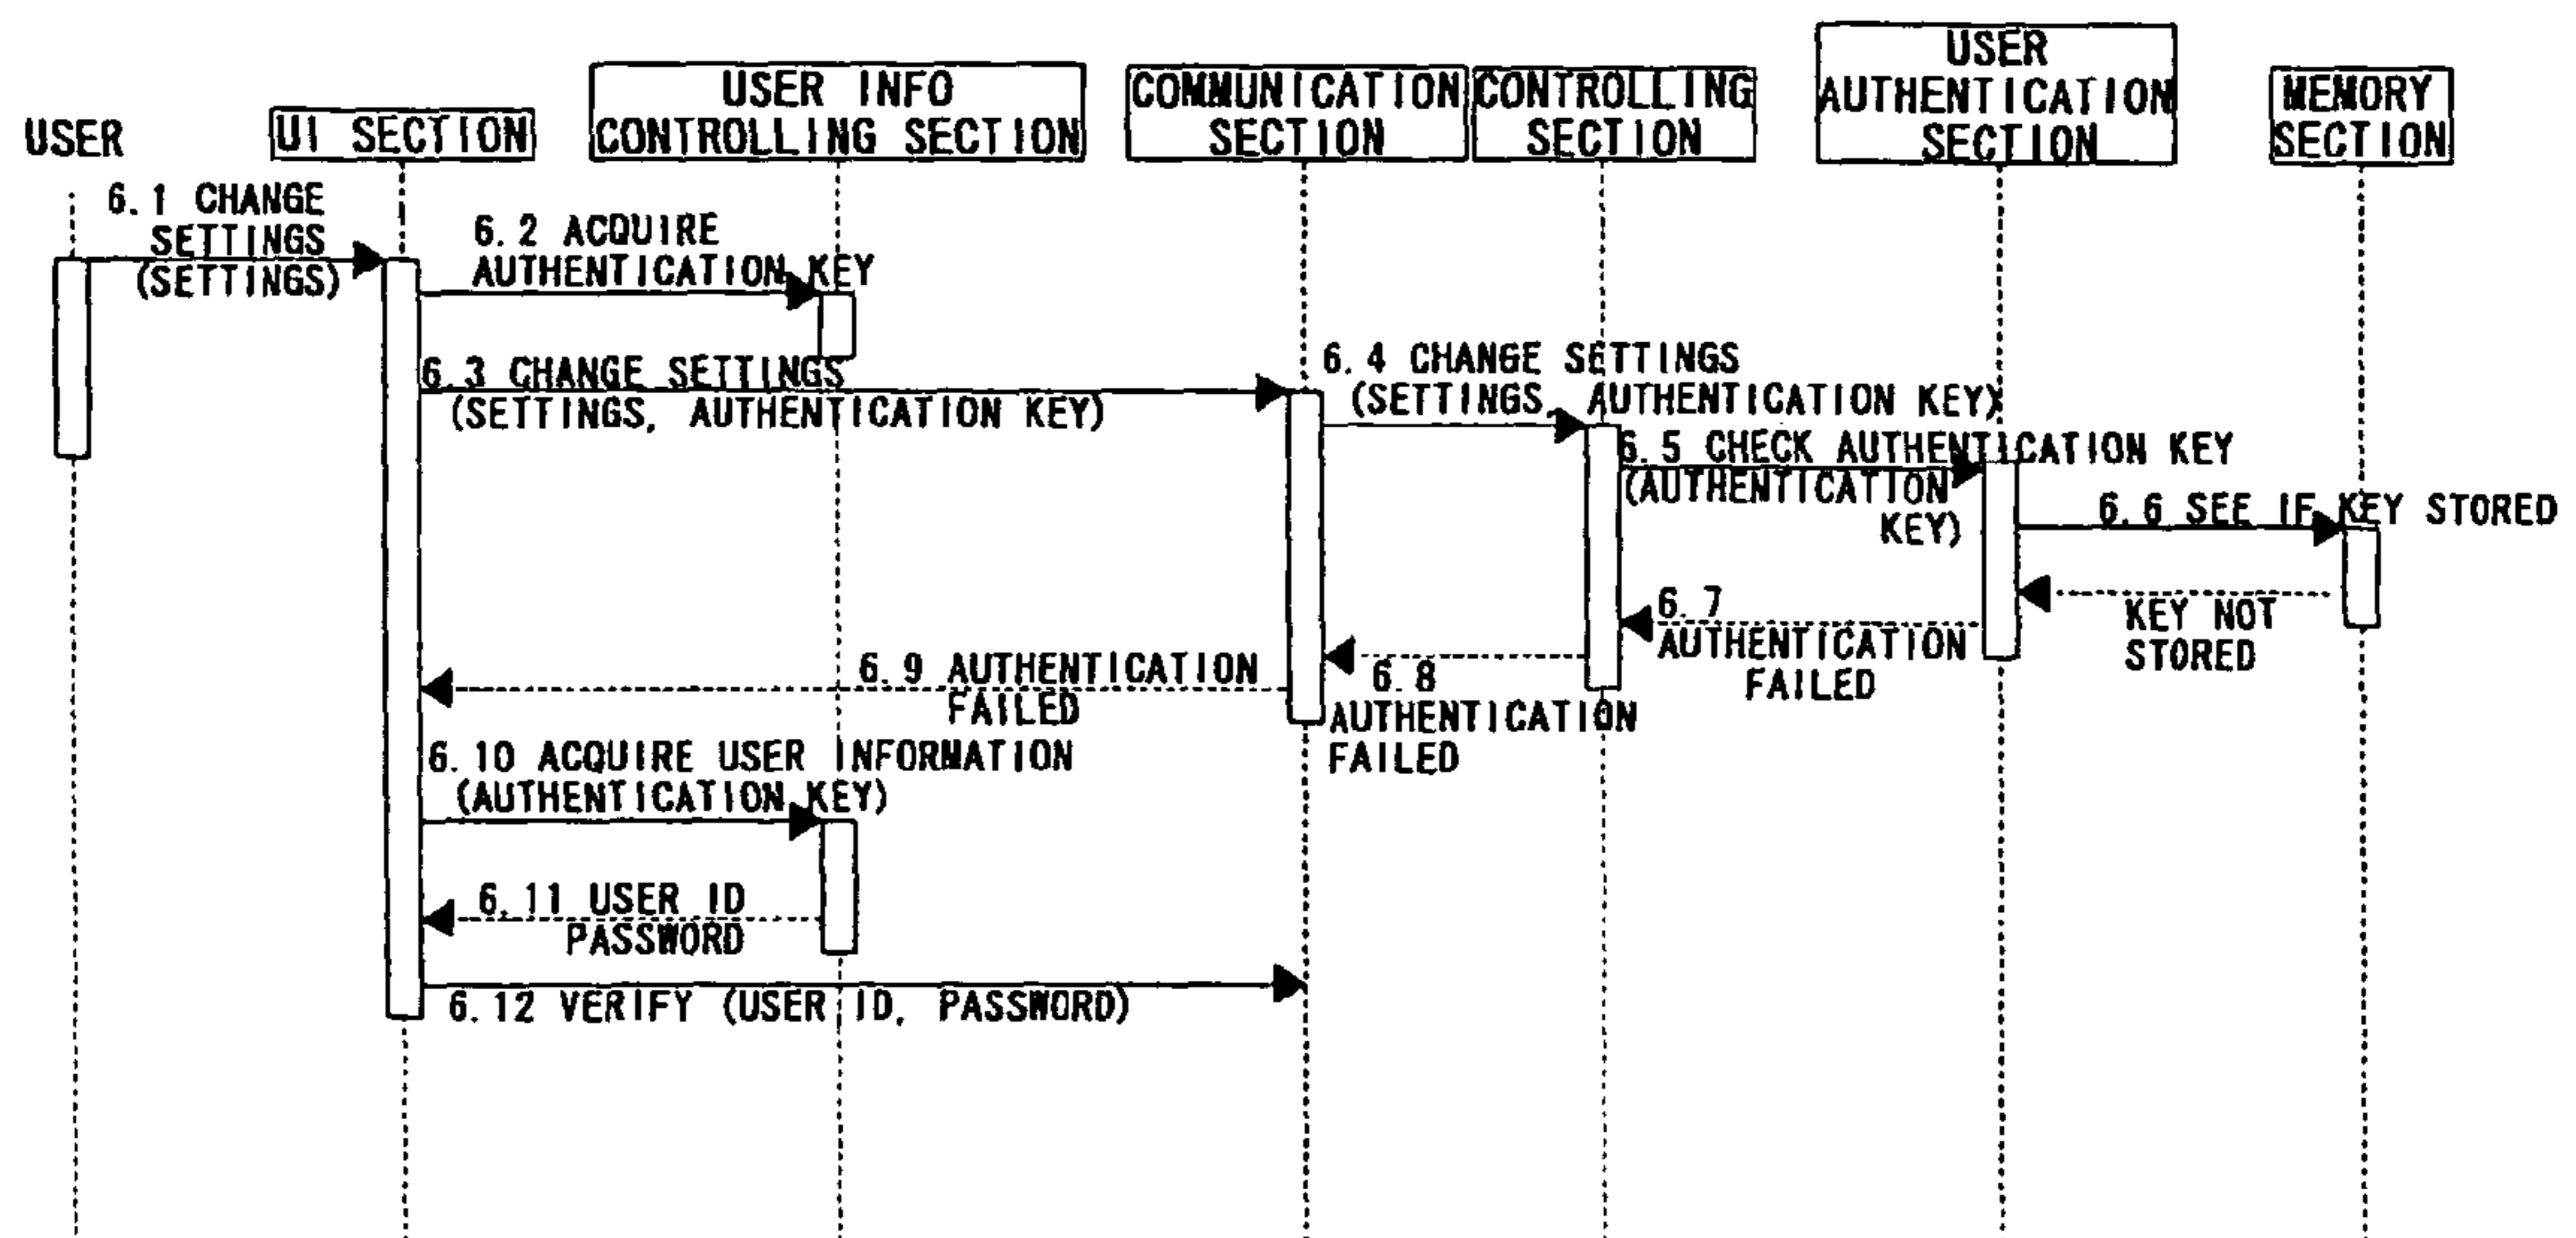 USER
UI SECTION
USER INFO
CONTROLLING SECTION
COMMUNICATION
SECTION
CONTROLLING
SECTION
USER
AUTHENTICATION
SECTION
MEMORY
SECTION
6.1 CHANGE
SETTINGS
(SETTINGS)
6.2 ACQUIRE
AUTHENTICATION KEY
6.3 CHANGE SETTINGS
(SETTINGS, AUTHENTICATION KEY)
6.4 CHANGE SETTINGS
(SETTINGS, AUTHENTICATION KEY)
6.5 CHECK AUTHENTICATION KEY
(AUTHENTICATION
KEY)
6.6 SEE IF KEY STORED
KEY NOT
STORED
6.7
AUTHENTICATION
FAILED
6.8
AUTHENTICATION
FAILED
6.9 AUTHENTICATION
FAILED
6.10 ACQUIRE USER INFORMATION
(AUTHENTICATION KEY)
6.11 USER ID
PASSWORD
6.12 VERIFY (USER ID, PASSWORD)